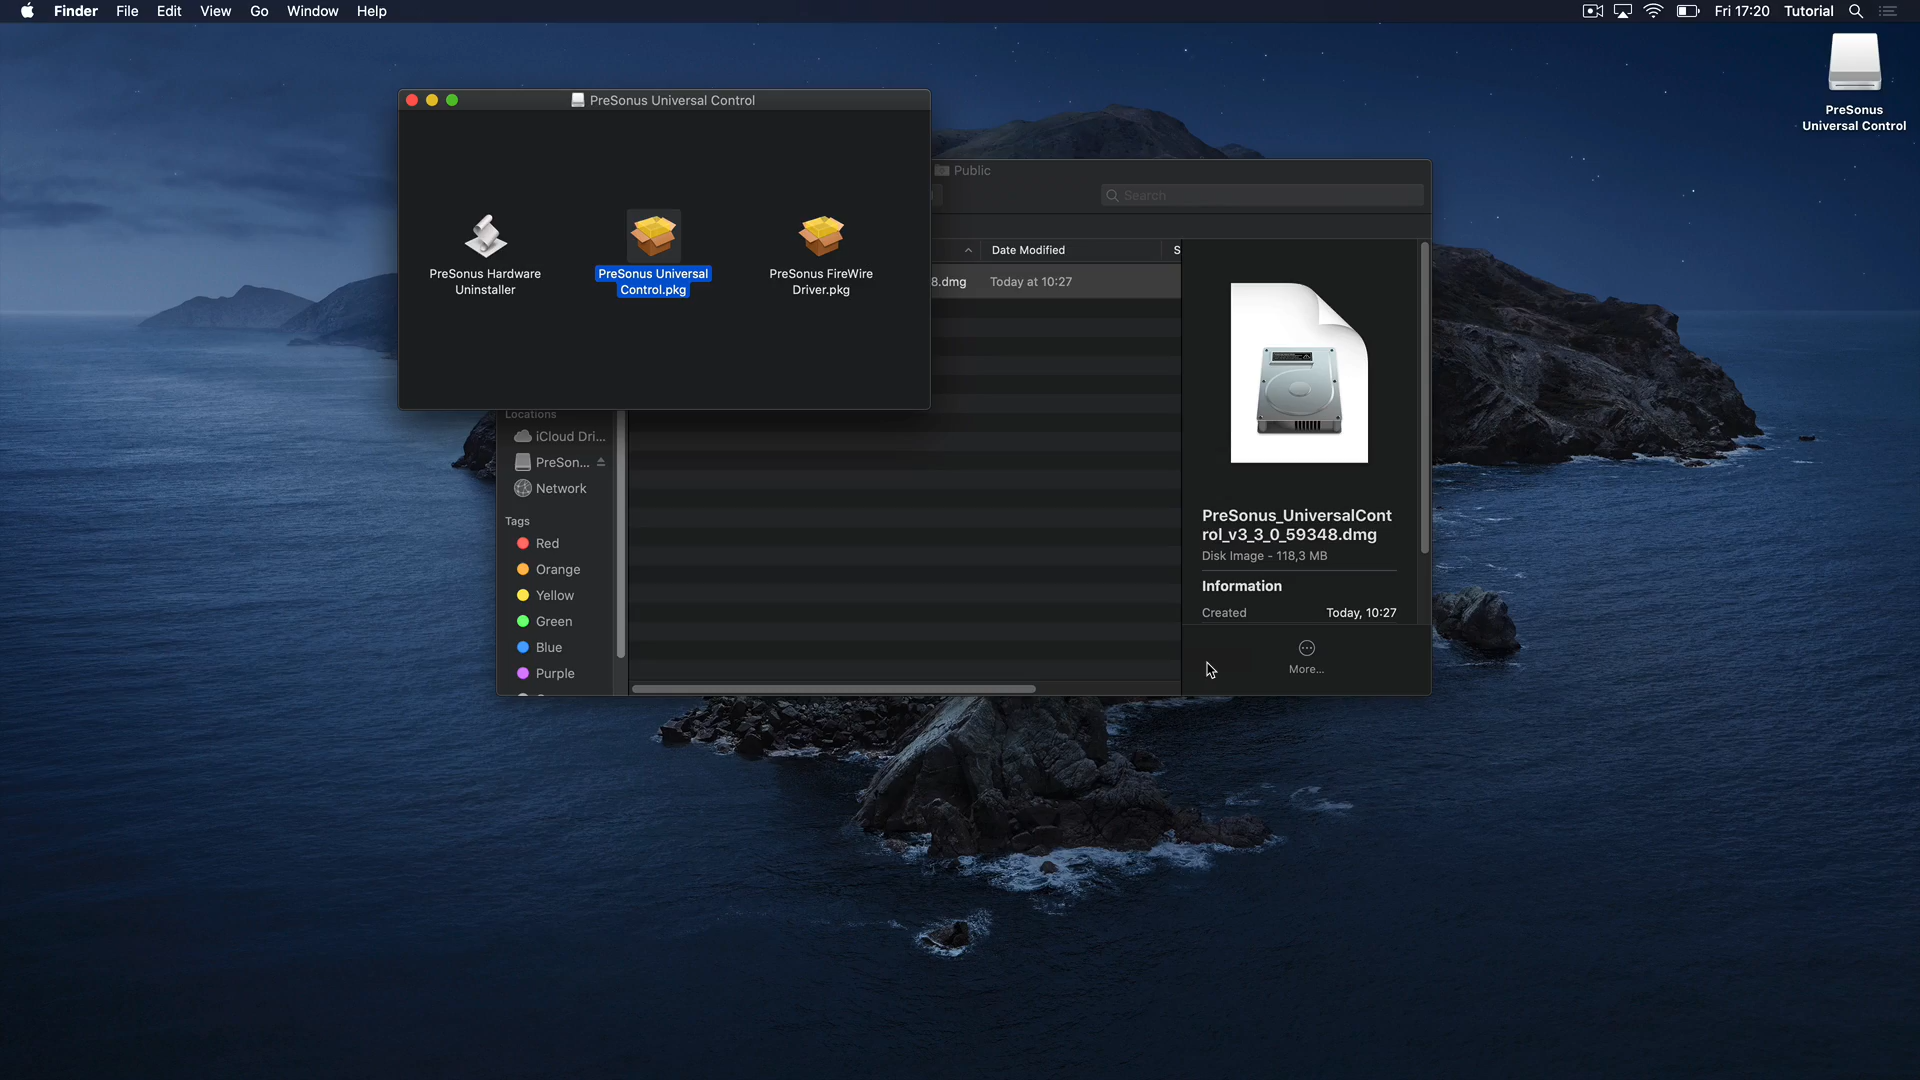 Finder File Edit View Go Window Help
Fri 17:20 Tutorial
PreSonus
Universal Control
PreSonus Universal Control
PreSonus Hardware
Uninstaller
PreSonus Universal
Control.pkg
PreSonus FireWire
Driver.pkg
Public
Search
Date Modified
S
8.dmg Today at 10:27
Locations
iCloud Dri...
PreSon...
Network
Tags
Red
Orange
Yellow
Green
Blue
Purple
PreSonus_UniversalCont
rol_v3_3_0_59348.dmg
Disk Image - 118,3 MB
Information
Created Today, 10:27
More...